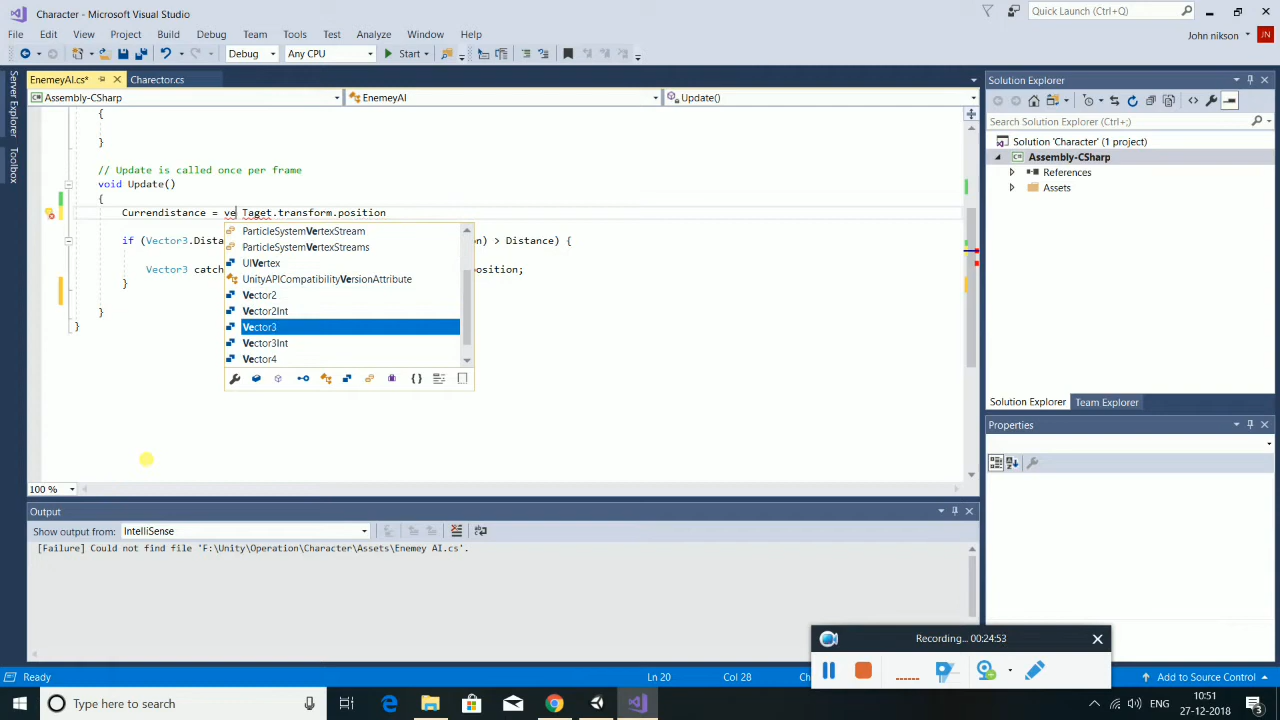 Character - Microsoft Visual Studio
Quick Launch (Ctrl+Q)
File Edit View Project Build Debug Team Tools Test Analyze Window Help
John nikson
JN
Debug Any CPU Start
Server Explorer
Toolbox
EnemeyAI.cs* Charector.cs
Assembly-CSharp EnemeyAI Update()
{
}
// Update is called once per frame
void Update()
{
Currendistance = ve Taget.transform.position
if (Vector3.Dista on) > Distance) {
Vector3 catch osition;
}
}
}
ParticleSystemVertexStream
ParticleSystemVertexStreams
UIVertex
UnityAPICompatibilityVersionAttribute
Vector2
Vector2Int
Vector3
Vector3Int
Vector4
100 %
Solution Explorer
Search Solution Explorer (Ctrl+;)
Solution 'Character' (1 project)
Assembly-CSharp
References
Assets
Solution Explorer Team Explorer
Properties
Output
Show output from: IntelliSense
[Failure] Could not find file 'F:\Unity\Operation\Character\Assets\Enemey AI.cs'.
Recording... 00:24:53
Ready Ln 20 Col 28 Ch Add to Source Control
Type here to search
ENG
10:51
27-12-2018
3